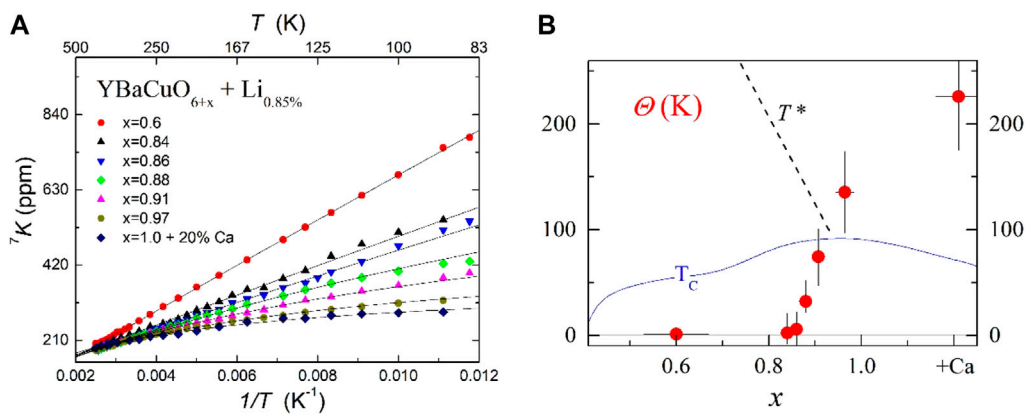 A
T (K)
500 250 167 125 100 83
YBaCuO6+x + Li0.85%
x=0.6
x=0.84
x=0.86
x=0.88
x=0.91
x=0.97
x=1.0 + 20% Ca
840
630
420
210
7K (ppm)
0.002 0.004 0.006 0.008 0.010 0.012
1/T (K-1)
B
Θ (K)
T*
TC
200 200
100 100
0 0
0.6 0.8 1.0 +Ca
x